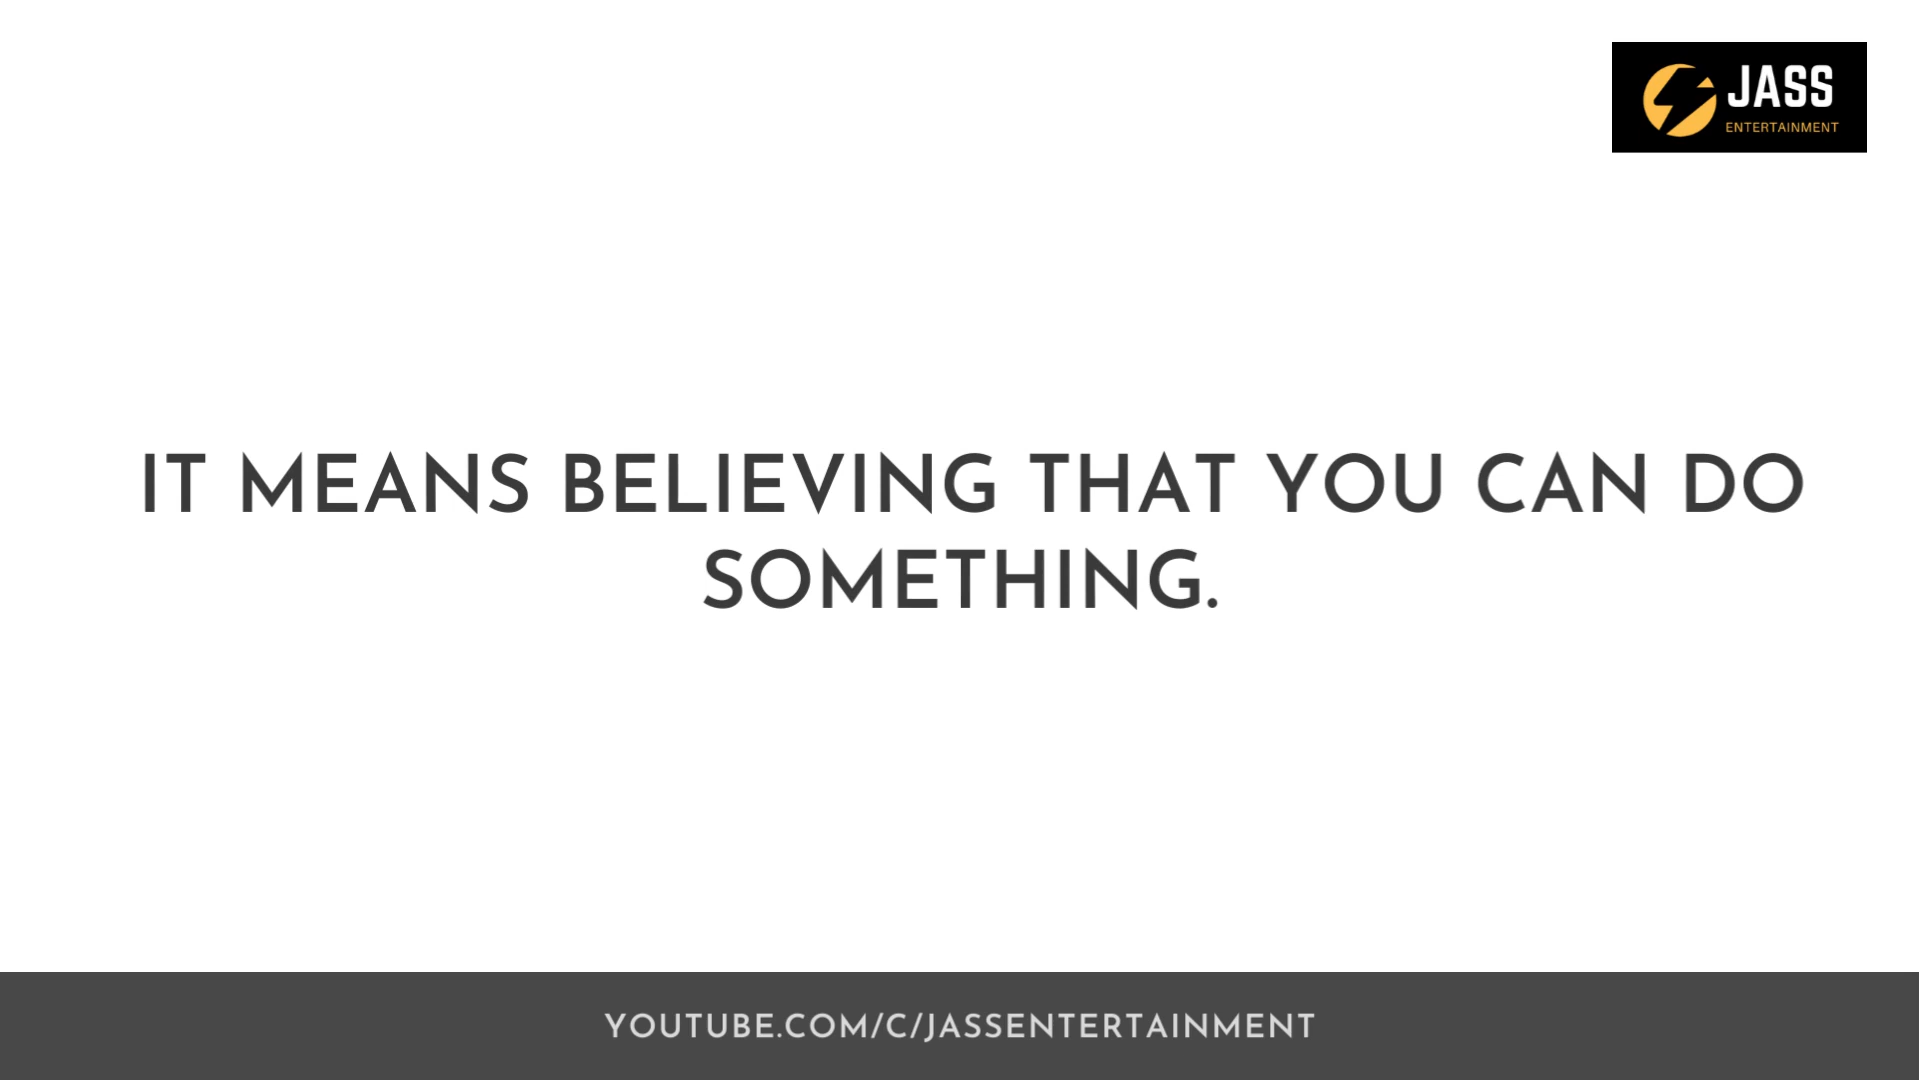 JASS
ENTERTAINMENT
IT MEANS BELIEVING THAT YOU CAN DO
SOMETHING.
YOUTUBE.COM/C/JASSENTERTAINMENT